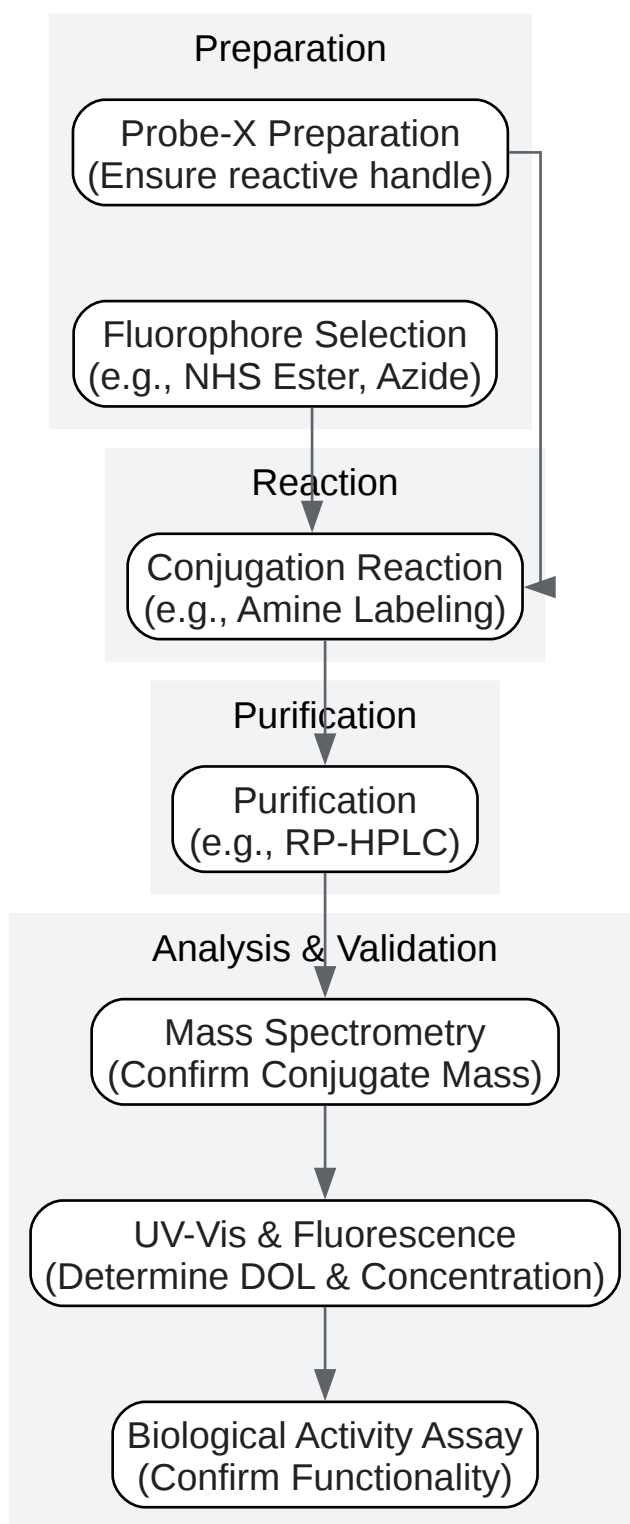 Preparation
Probe-X Preparation
(Ensure reactive handle)
Fluorophore Selection
(e.g., NHS Ester, Azide)
Reaction
Conjugation Reaction
(e.g., Amine Labeling)
Purification
Purification
(e.g., RP-HPLC)
Analysis & Validation
Mass Spectrometry
(Confirm Conjugate Mass)
UV-Vis & Fluorescence
(Determine DOL & Concentration)
Biological Activity Assay
(Confirm Functionality)